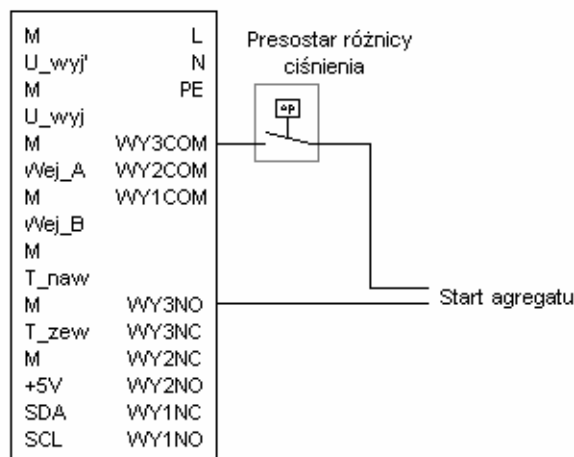 M L
U_wyj' N
M PE
U_wyj
M WY3COM
Wej_A WY2COM
M WY1COM
Wej_B
M
T_naw
M WY3NO
T_zew WY3NC
M WY2NC
+5V WY2NO
SDA WY1NC
SCL WY1NO
Presostar różnicy
ciśnienia
Δp
Start agregatu